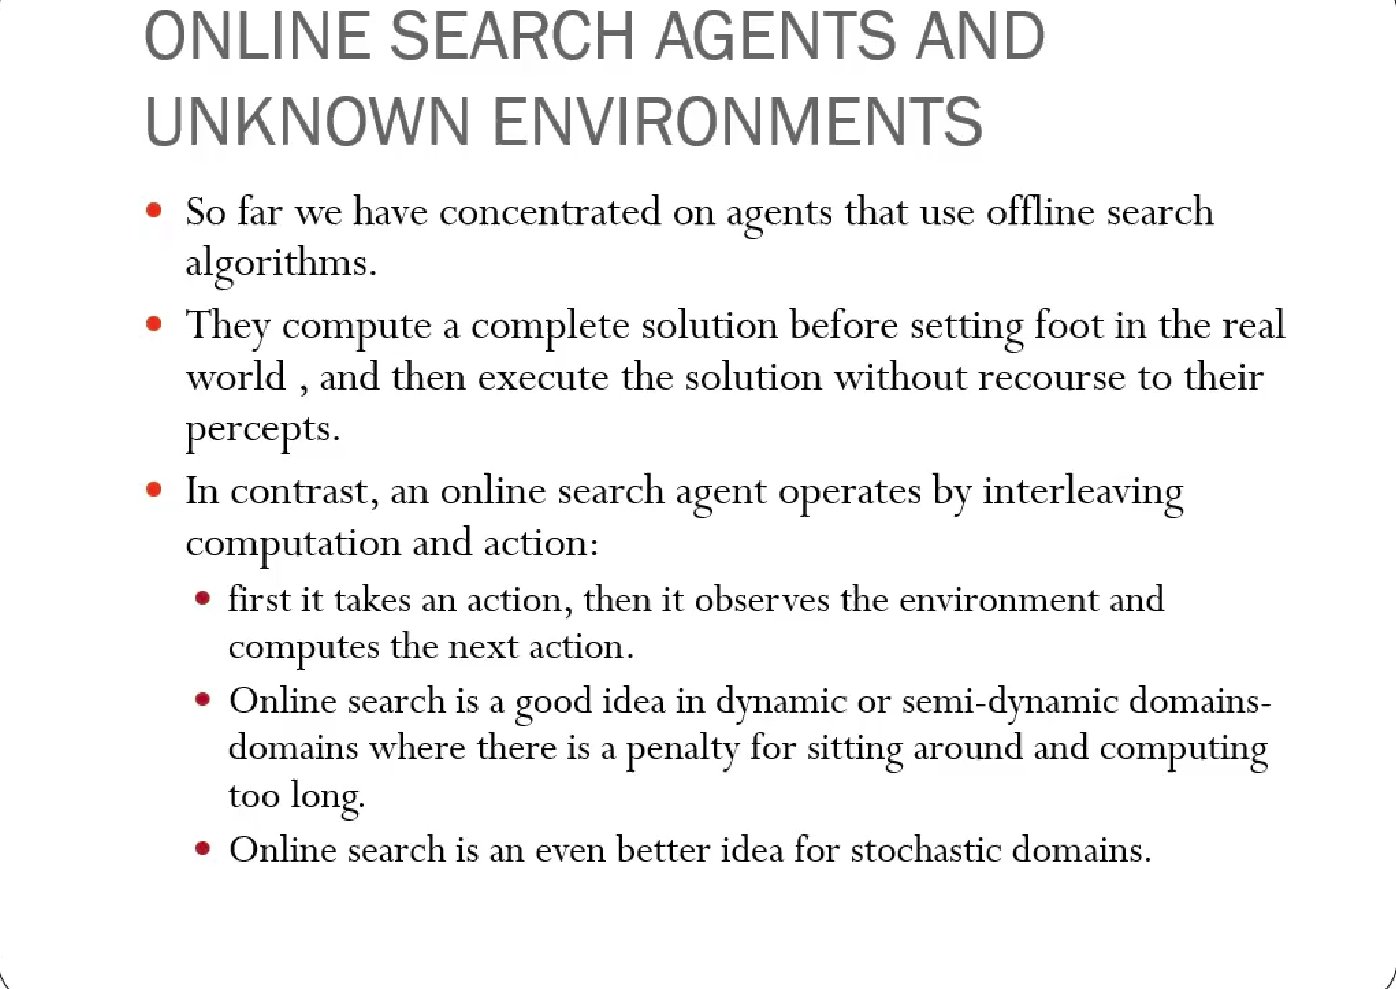 ONLINE SEARCH AGENTS AND
UNKNOWN ENVIRONMENTS
• So far we have concentrated on agents that use offline search
algorithms.
• They compute a complete solution before setting foot in the real
world , and then execute the solution without recourse to their
percepts.
• In contrast, an online search agent operates by interleaving
computation and action:
• first it takes an action, then it observes the environment and
computes the next action.
• Online search is a good idea in dynamic or semi-dynamic domains-
domains where there is a penalty for sitting around and computing
too long.
• Online search is an even better idea for stochastic domains.